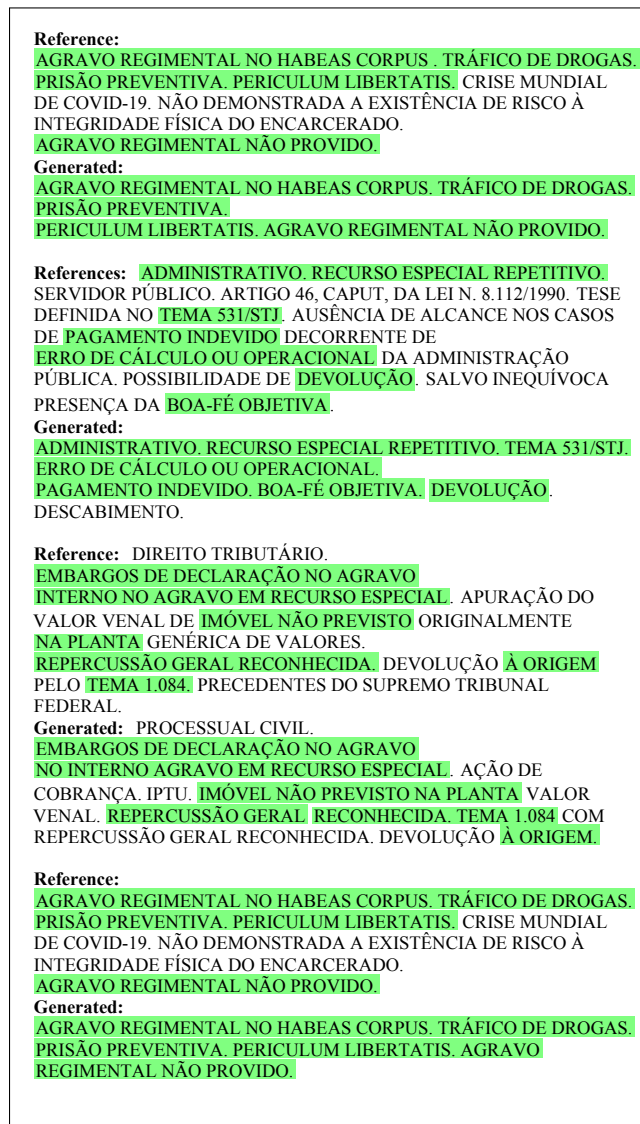 Reference:
AGRAVO REGIMENTAL NO HABEAS CORPUS . TRÁFICO DE DROGAS.
PRISÃO PREVENTIVA. PERICULUM LIBERTATIS. CRISE MUNDIAL
DE COVID-19. NÃO DEMONSTRADA A EXISTÊNCIA DE RISCO À
INTEGRIDADE FÍSICA DO ENCARCERADO.
AGRAVO REGIMENTAL NÃO PROVIDO.
Generated:
AGRAVO REGIMENTAL NO HABEAS CORPUS. TRÁFICO DE DROGAS.
PRISÃO PREVENTIVA.
PERICULUM LIBERTATIS. AGRAVO REGIMENTAL NÃO PROVIDO.
References: ADMINISTRATIVO. RECURSO ESPECIAL REPETITIVO.
SERVIDOR PÚBLICO. ARTIGO 46, CAPUT, DA LEI N. 8.112/1990. TESE
DEFINIDA NO TEMA 531/STJ. AUSÊNCIA DE ALCANCE NOS CASOS
DE PAGAMENTO INDEVIDO DECORRENTE DE
ERRO DE CÁLCULO OU OPERACIONAL DA ADMINISTRAÇÃO
PÚBLICA. POSSIBILIDADE DE DEVOLUÇÃO. SALVO INEQUÍVOCA
PRESENÇA DA BOA-FÉ OBJETIVA.
Generated:
ADMINISTRATIVO. RECURSO ESPECIAL REPETITIVO. TEMA 531/STJ.
ERRO DE CÁLCULO OU OPERACIONAL.
PAGAMENTO INDEVIDO. BOA-FÉ OBJETIVA. DEVOLUÇÃO.
DESCABIMENTO.
Reference: DIREITO TRIBUTÁRIO.
EMBARGOS DE DECLARAÇÃO NO AGRAVO
INTERNO NO AGRAVO EM RECURSO ESPECIAL. APURAÇÃO DO
VALOR VENAL DE IMÓVEL NÃO PREVISTO ORIGINALMENTE
NA PLANTA GENÉRICA DE VALORES.
REPERCUSSÃO GERAL RECONHECIDA. DEVOLUÇÃO À ORIGEM
PELO TEMA 1.084. PRECEDENTES DO SUPREMO TRIBUNAL
FEDERAL.
Generated: PROCESSUAL CIVIL.
EMBARGOS DE DECLARAÇÃO NO AGRAVO
NO INTERNO AGRAVO EM RECURSO ESPECIAL. AÇÃO DE
COBRANÇA. IPTU. IMÓVEL NÃO PREVISTO NA PLANTA VALOR
VENAL. REPERCUSSÃO GERAL RECONHECIDA. TEMA 1.084 COM
REPERCUSSÃO GERAL RECONHECIDA. DEVOLUÇÃO À ORIGEM.
Reference:
AGRAVO REGIMENTAL NO HABEAS CORPUS. TRÁFICO DE DROGAS.
PRISÃO PREVENTIVA. PERICULUM LIBERTATIS. CRISE MUNDIAL
DE COVID-19. NÃO DEMONSTRADA A EXISTÊNCIA DE RISCO À
INTEGRIDADE FÍSICA DO ENCARCERADO.
AGRAVO REGIMENTAL NÃO PROVIDO.
Generated:
AGRAVO REGIMENTAL NO HABEAS CORPUS. TRÁFICO DE DROGAS.
PRISÃO PREVENTIVA. PERICULUM LIBERTATIS. AGRAVO
REGIMENTAL NÃO PROVIDO.